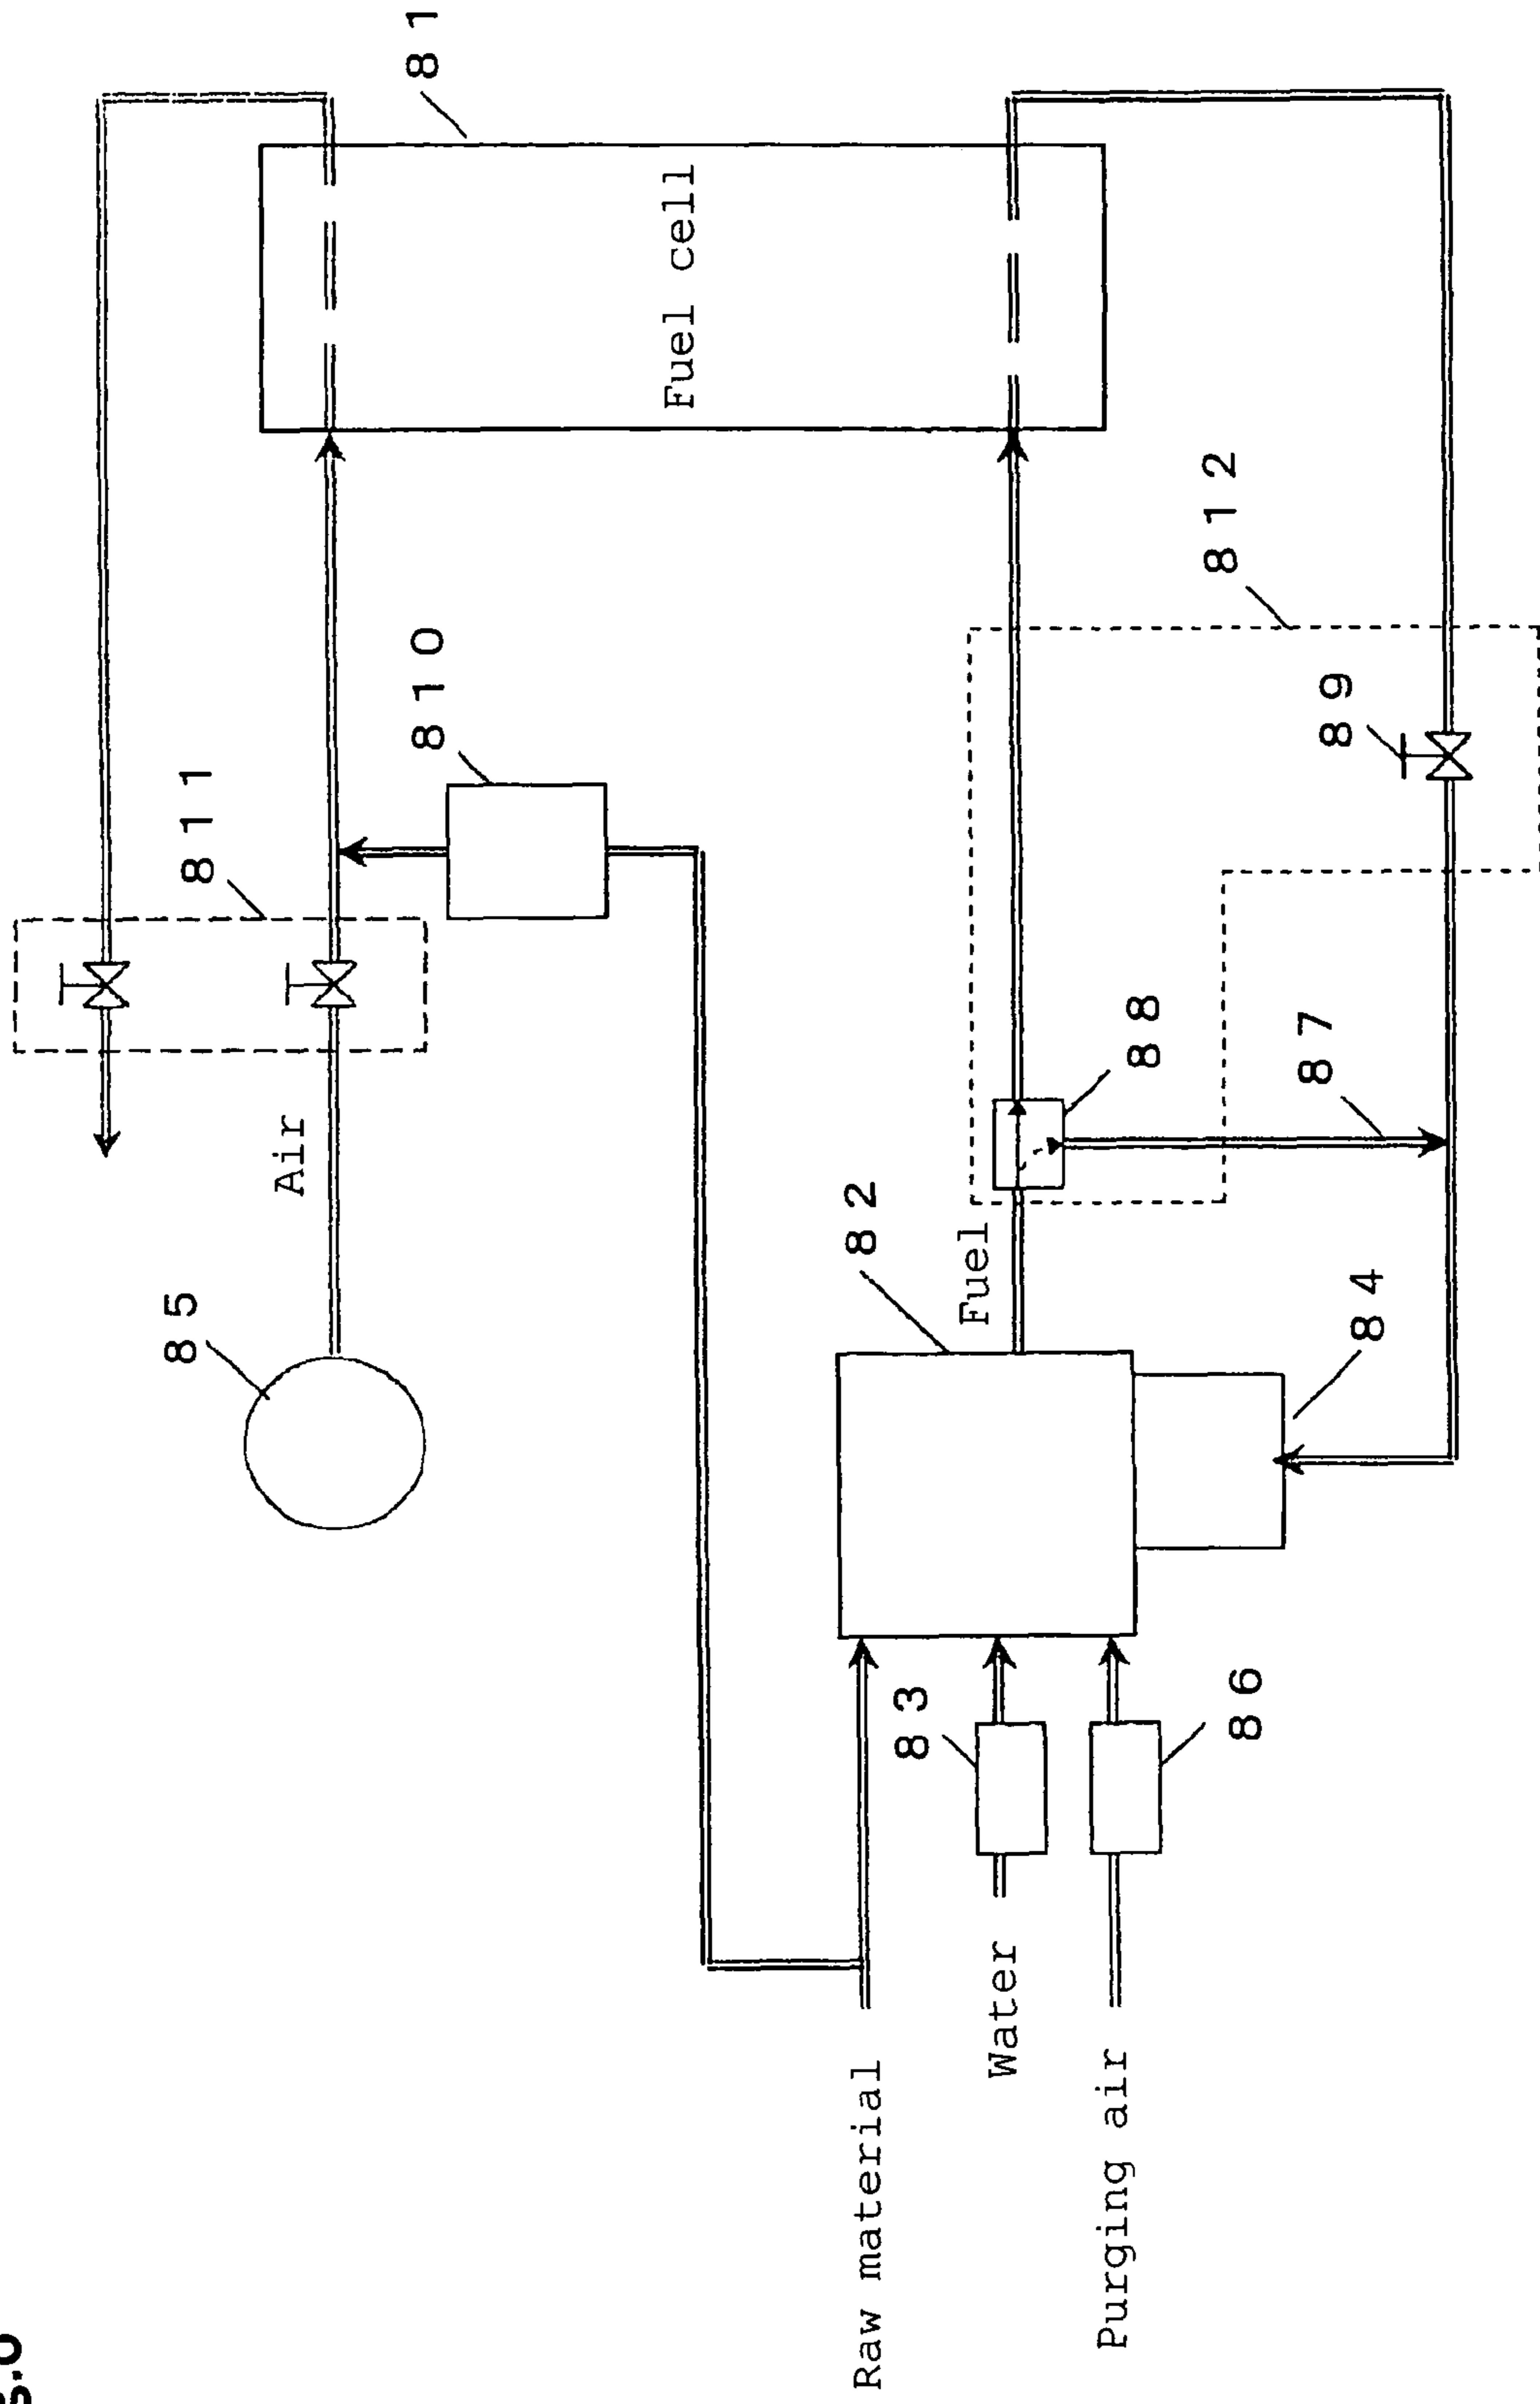 85
811
Air
81
810
Fuel cell
82
Raw material
83
Fuel
Water
Purging air
88
812
86
87
89
84